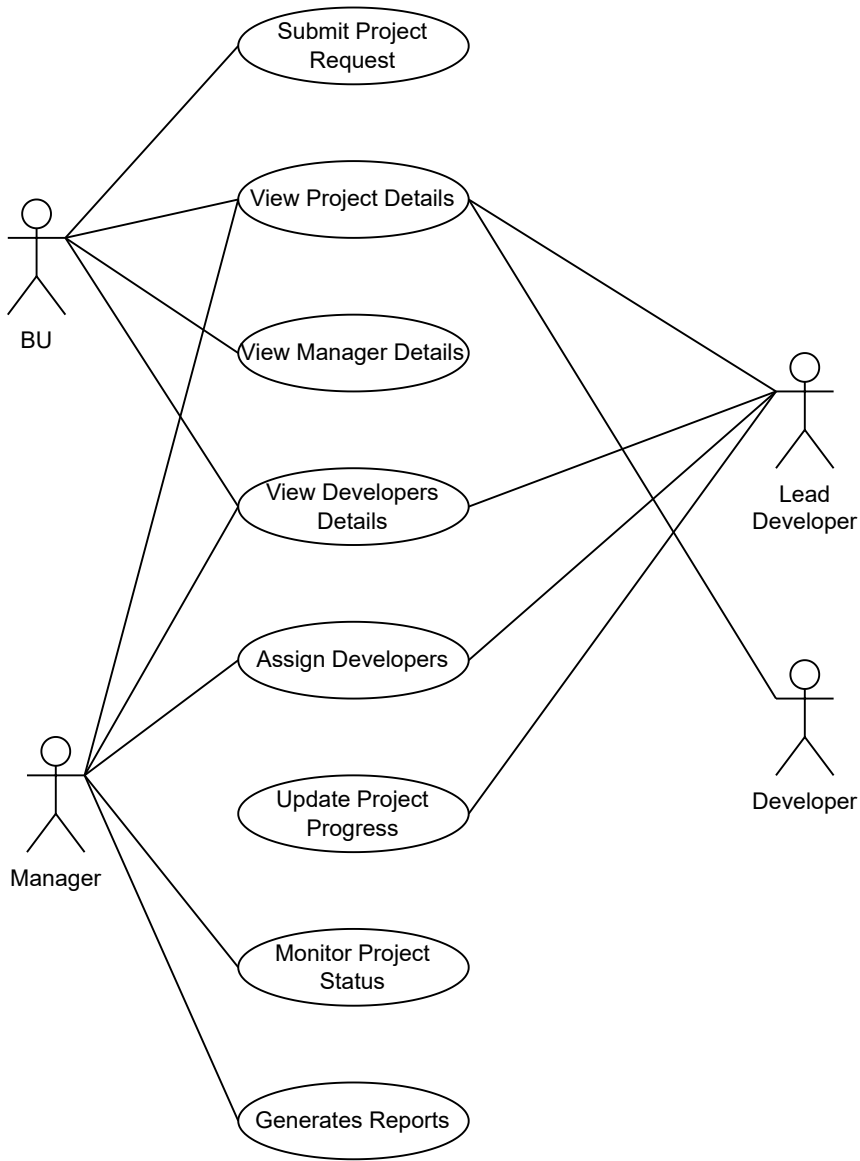 Submit Project
Request
View Project Details
BU
View Manager Details
View Developers
Details
Lead
Developer
Assign Developers
Update Project
Progress
Developer
Manager
Monitor Project
Status
Generates Reports